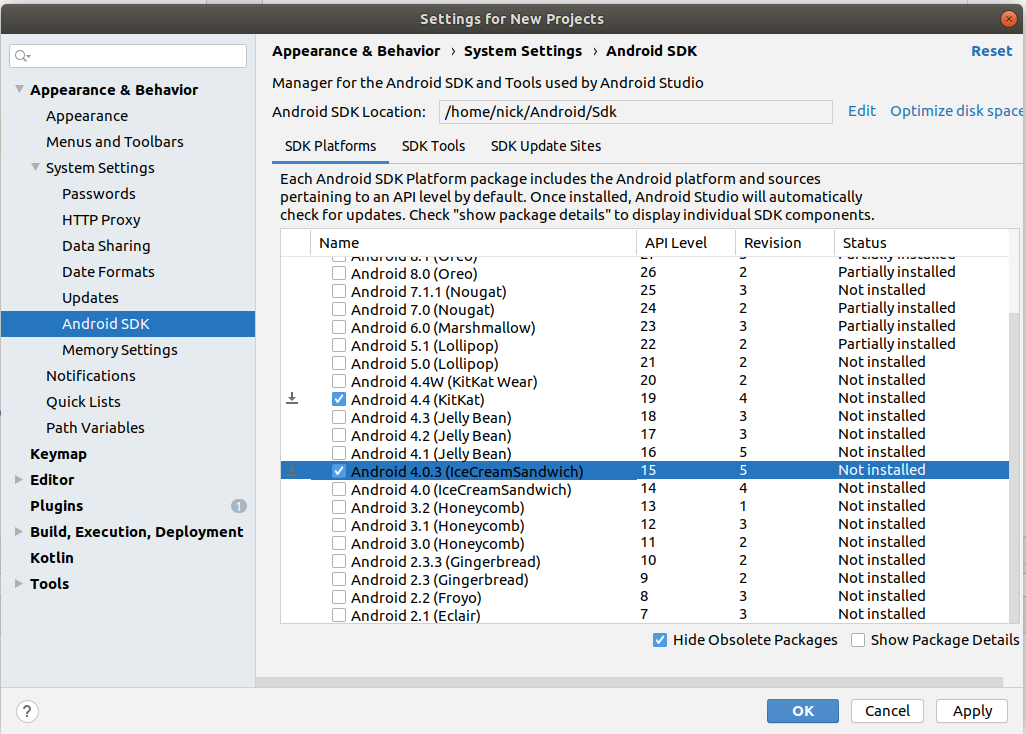 Settings for New Projects
Appearance & Behavior › System Settings › Android SDK
Reset
Manager for the Android SDK and Tools used by Android Studio
Android SDK Location: /home/nick/Android/Sdk Edit Optimize disk space
SDK Platforms SDK Tools SDK Update Sites
Each Android SDK Platform package includes the Android platform and sources
pertaining to an API level by default. Once installed, Android Studio will automatically
check for updates. Check "show package details" to display individual SDK components.
Name API Level Revision Status
Android 8.1 (Oreo) 27 3 Partially installed
Android 8.0 (Oreo) 26 2 Partially installed
Android 7.1.1 (Nougat) 25 3 Not installed
Android 7.0 (Nougat) 24 2 Partially installed
Android 6.0 (Marshmallow) 23 3 Partially installed
Android 5.1 (Lollipop) 22 2 Partially installed
Android 5.0 (Lollipop) 21 2 Not installed
Android 4.4W (KitKat Wear) 20 2 Not installed
Android 4.4 (KitKat) 19 4 Not installed
Android 4.3 (Jelly Bean) 18 3 Not installed
Android 4.2 (Jelly Bean) 17 3 Not installed
Android 4.1 (Jelly Bean) 16 5 Not installed
Android 4.0.3 (IceCreamSandwich) 15 5 Not installed
Android 4.0 (IceCreamSandwich) 14 4 Not installed
Android 3.2 (Honeycomb) 13 1 Not installed
Android 3.1 (Honeycomb) 12 3 Not installed
Android 3.0 (Honeycomb) 11 2 Not installed
Android 2.3.3 (Gingerbread) 10 2 Not installed
Android 2.3 (Gingerbread) 9 2 Not installed
Android 2.2 (Froyo) 8 3 Not installed
Android 2.1 (Eclair) 7 3 Not installed
Hide Obsolete Packages Show Package Details
Appearance & Behavior
Appearance
Menus and Toolbars
System Settings
Passwords
HTTP Proxy
Data Sharing
Date Formats
Updates
Android SDK
Memory Settings
Notifications
Quick Lists
Path Variables
Keymap
Editor
Plugins 1
Build, Execution, Deployment
Kotlin
Tools
? OK Cancel Apply